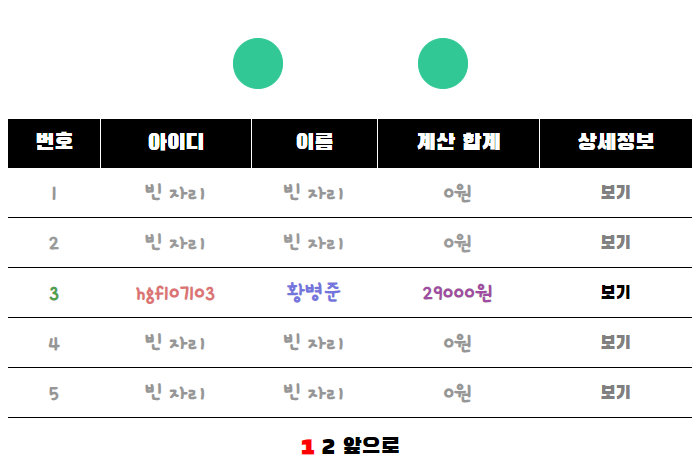 번호 아이디 이름 계산 합계 상세정보
1 빈 자리 빈 자리 0원 보기
2 빈 자리 빈 자리 0원 보기
3 hgf107103 황병준 29000원 보기
4 빈 자리 빈 자리 0원 보기
5 빈 자리 빈 자리 0원 보기
1 2 앞으로